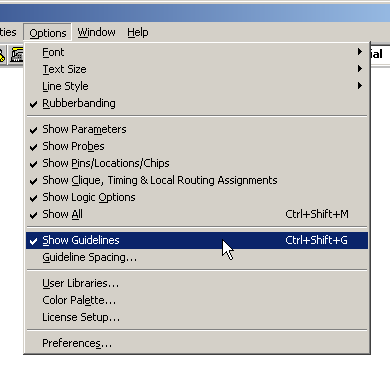 ties Options Window Help
ial
Font
Text Size
Line Style
Rubberbanding
Show Parameters
Show Probes
Show Pins/Locations/Chips
Show Clique, Timing & Local Routing Assignments
Show Logic Options
Show All Ctrl+Shift+M
Show Guidelines Ctrl+Shift+G
Guideline Spacing...
User Libraries...
Color Palette...
License Setup...
Preferences...